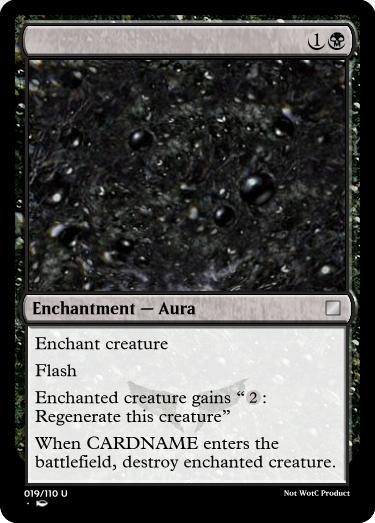 1
Enchantment — Aura
Enchant creature
Flash
Enchanted creature gains “2:
Regenerate this creature”
When CARDNAME enters the
battlefield, destroy enchanted creature.
019/110 U
Not WotC Product